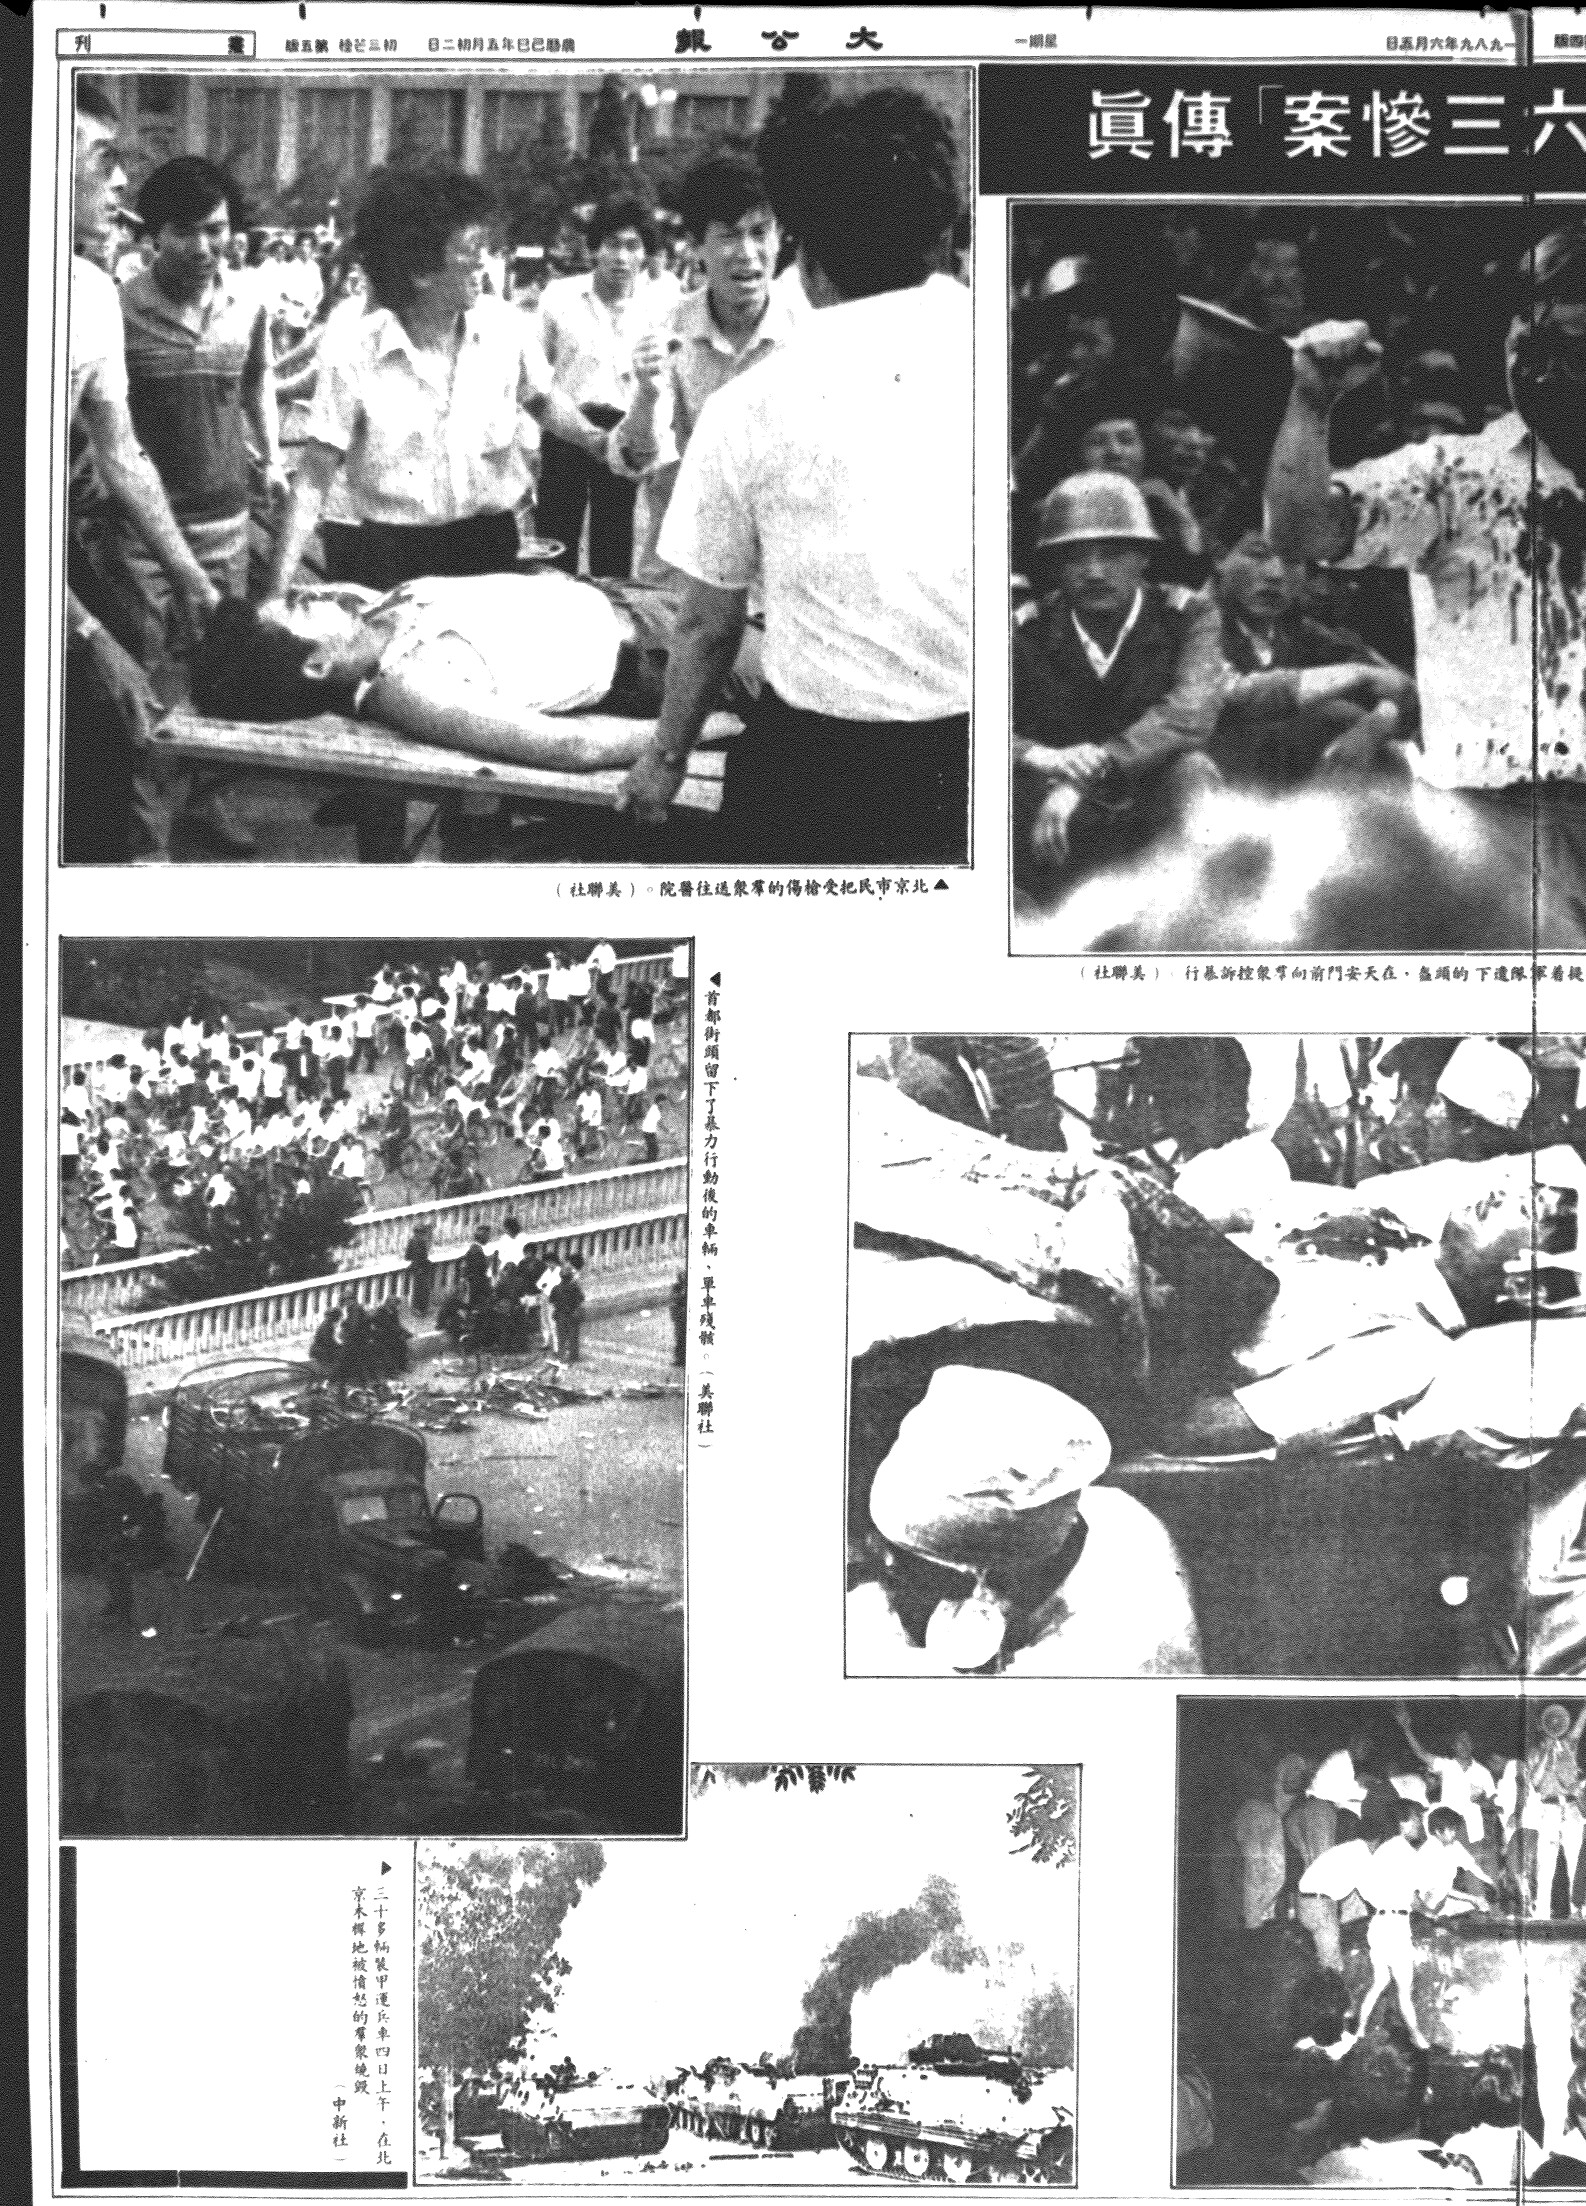 一九八九年六月五日 星期一 大公報 農曆己巳年五月初二日 初三芒種 第五版 畫刊
六三慘案」傳眞
提着軍隊遺下的頭盔，在天安門前向羣衆控訴暴行（美聯社）
▲北京市民把受槍傷的羣衆送往醫院。（美聯社）
首都街頭留下了暴力行動後的車輛、單車殘骸。（美聯社）
三十多輛裝甲運兵車四日上午，在北
京木樨地被憤怒的羣衆燒毀
（中新社）